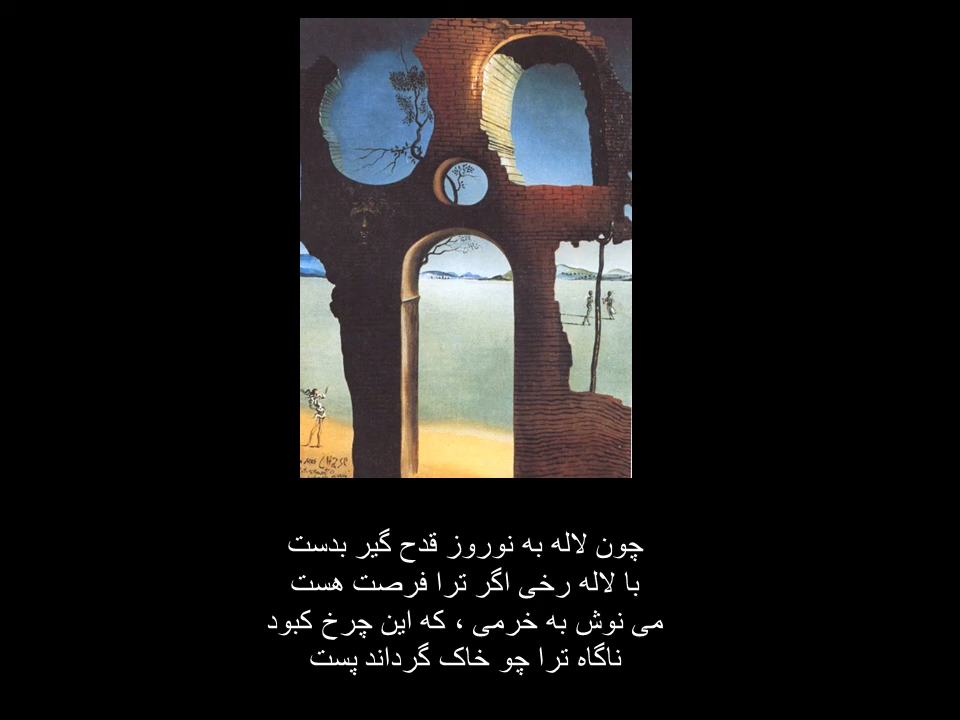 چون لاله به نوروز قدح گیر بدست
با لاله رخی اگر ترا فرصت هست
می نوش به خرمی ، که این چرخ کبود
ناگاه ترا چو خاک گرداند پست